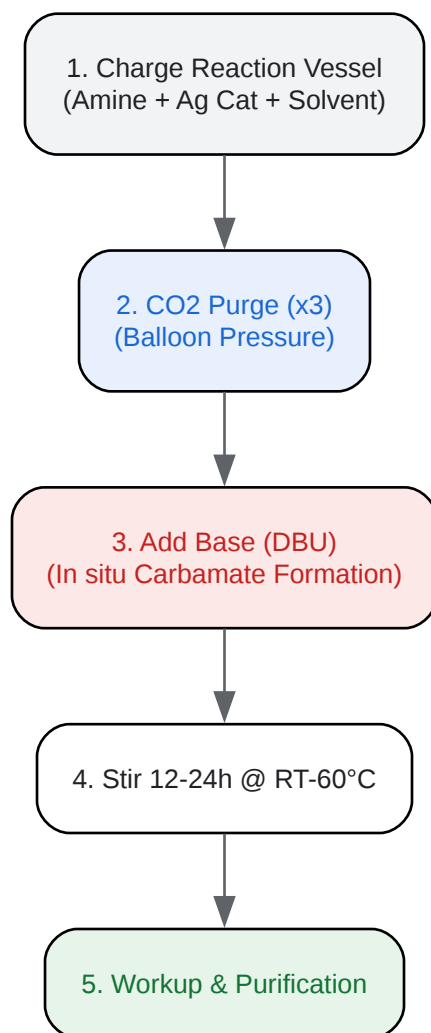 1. Charge Reaction Vessel
(Amine + Ag Cat + Solvent)
2. CO2 Purge (x3)
(Balloon Pressure)
3. Add Base (DBU)
(In situ Carbamate Formation)
4. Stir 12-24h @ RT-60°C
5. Workup & Purification